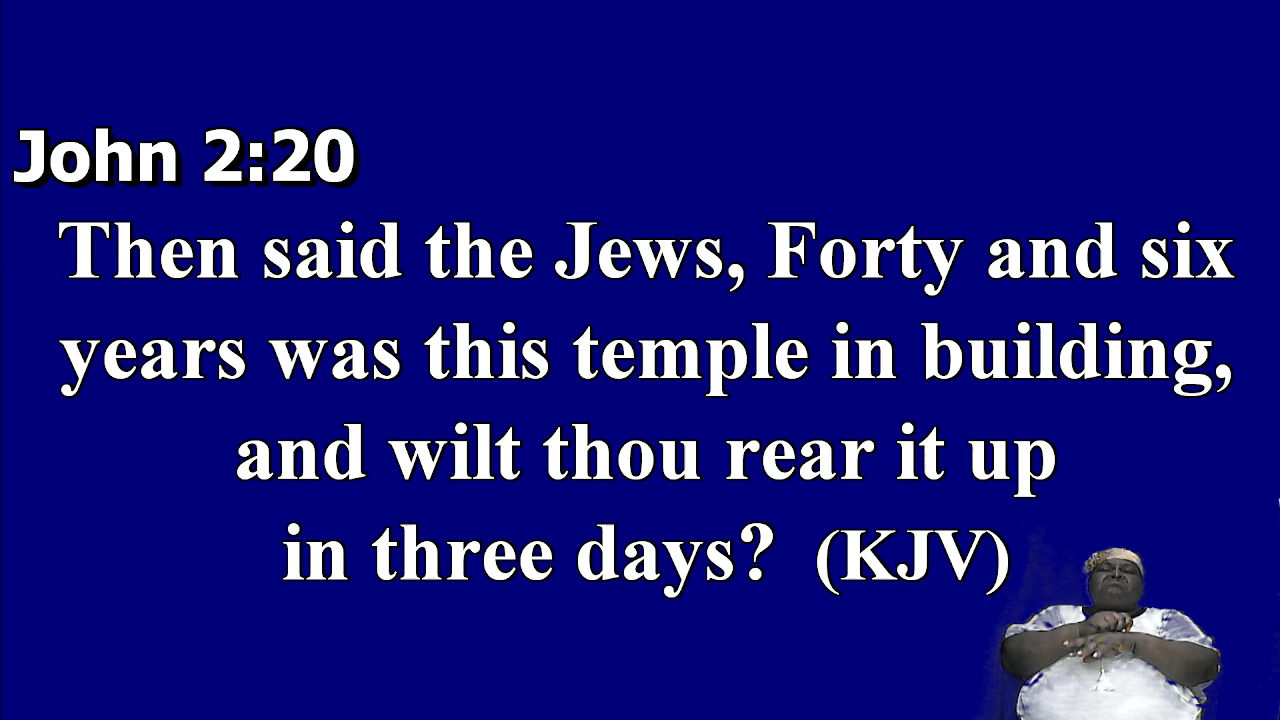 John 2:20
Then said the Jews, Forty and six
years was this temple in building,
and wilt thou rear it up
in three days? (KJV)